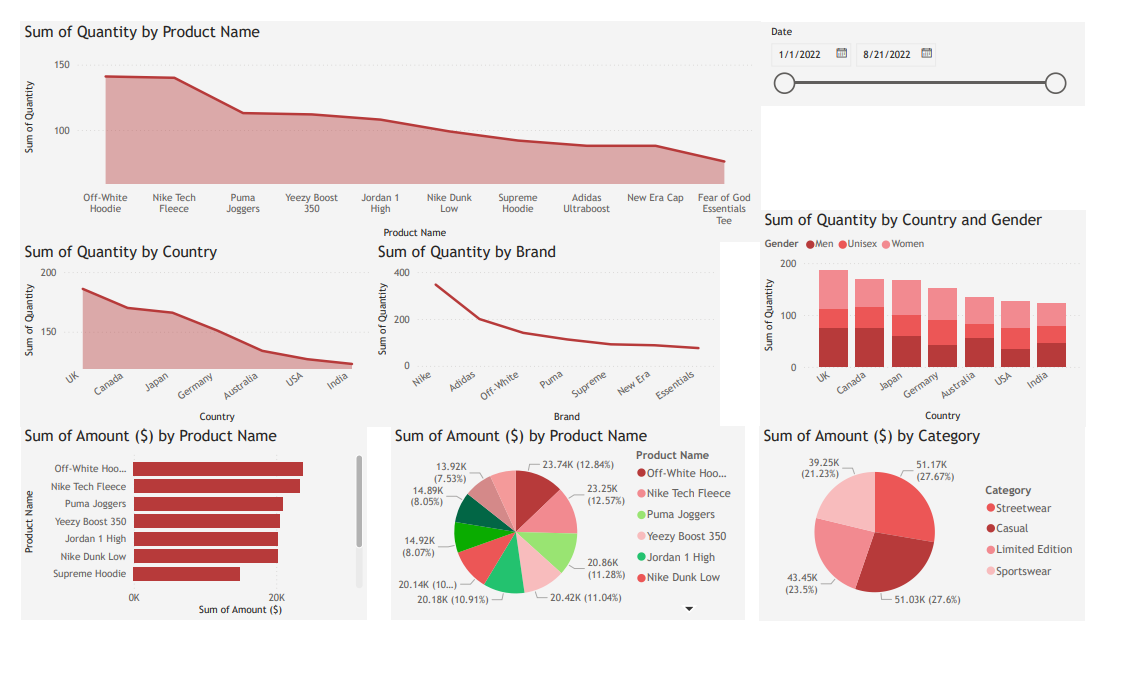 Sum of Quantity by Product Name
150
100
Sum of Quantity
Off-White
Hoodie
Nike Tech
Fleece
Puma
Joggers
Yeezy Boost
350
Jordan 1
High
Nike Dunk
Low
Supreme
Hoodie
Adidas
Ultraboost
New Era Cap
Fear of God
Essentials
Tee
Product Name
Date
1/1/2022
8/21/2022
Sum of Quantity by Country
200
150
Sum of Quantity
UK
Canada
Japan
Germany
Australia
USA
India
Country
Sum of Quantity by Brand
400
200
0
Sum of Quantity
Nike
Adidas
Off-White
Puma
Supreme
New Era
Essentials
Brand
Sum of Quantity by Country and Gender
Gender Men Unisex Women
200
100
0
Sum of Quantity
UK
Canada
Japan
Germany
Australia
USA
India
Country
Sum of Amount ($) by Product Name
Product Name
Off-White Hoo...
Nike Tech Fleece
Puma Joggers
Yeezy Boost 350
Jordan 1 High
Nike Dunk Low
Supreme Hoodie
0K
20K
Sum of Amount ($)
Sum of Amount ($) by Product Name
23.74K (12.84%)
23.25K
(12.57%)
20.86K
(11.28%)
20.42K (11.04%)
20.18K (10.91%)
20.14K (10...)
14.92K
(8.07%)
14.89K
(8.05%)
13.92K
(7.53%)
Product Name
Off-White Hoo...
Nike Tech Fleece
Puma Joggers
Yeezy Boost 350
Jordan 1 High
Nike Dunk Low
Sum of Amount ($) by Category
51.17K
(27.67%)
51.03K (27.6%)
43.45K
(23.5%)
39.25K
(21.23%)
Category
Streetwear
Casual
Limited Edition
Sportswear